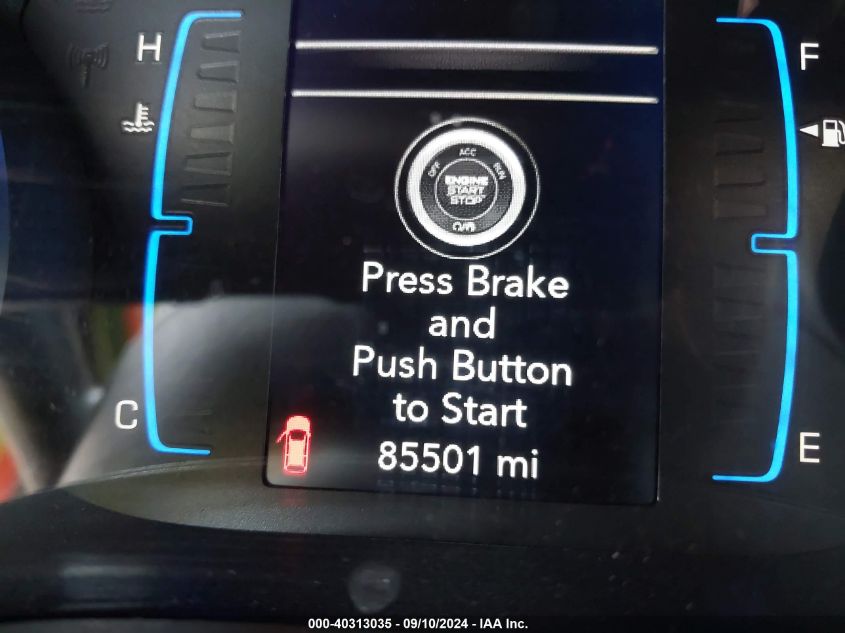 H
F
OFF
ACC
RUN
ENGINE
START
STOP
Press Brake
and
Push Button
to Start
C
85501 mi
E
000-40313035 - 09/10/2024 - IAA Inc.